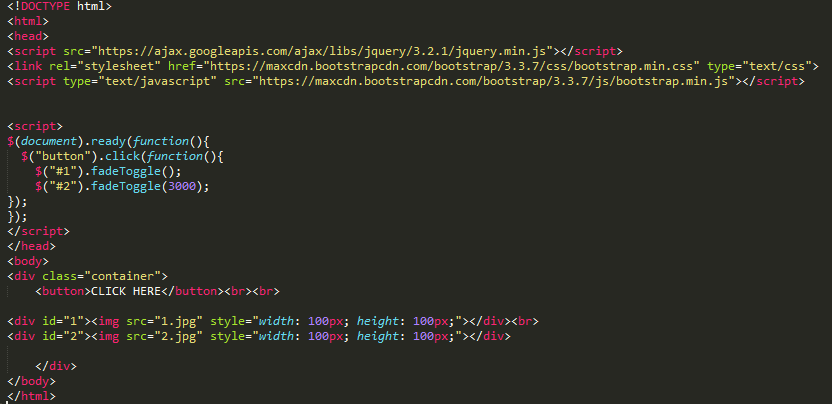 <!DOCTYPE html>
<html>
<head>
<script src="https://ajax.googleapis.com/ajax/libs/jquery/3.2.1/jquery.min.js"></script>
<link rel="stylesheet" href="https://maxcdn.bootstrapcdn.com/bootstrap/3.3.7/css/bootstrap.min.css" type="text/css">
<script type="text/javascript" src="https://maxcdn.bootstrapcdn.com/bootstrap/3.3.7/js/bootstrap.min.js"></script>
<script>
$(document).ready(function(){
$("button").click(function(){
$("#1").fadeToggle();
$("#2").fadeToggle(3000);
});
});
</script>
</head>
<body>
<div class="container">
<button>CLICK HERE</button><br><br>
<div id="1"><img src="1.jpg" style="width: 100px; height: 100px;"></div><br>
<div id="2"><img src="2.jpg" style="width: 100px; height: 100px;"></div>
</div>
</body>
</html>